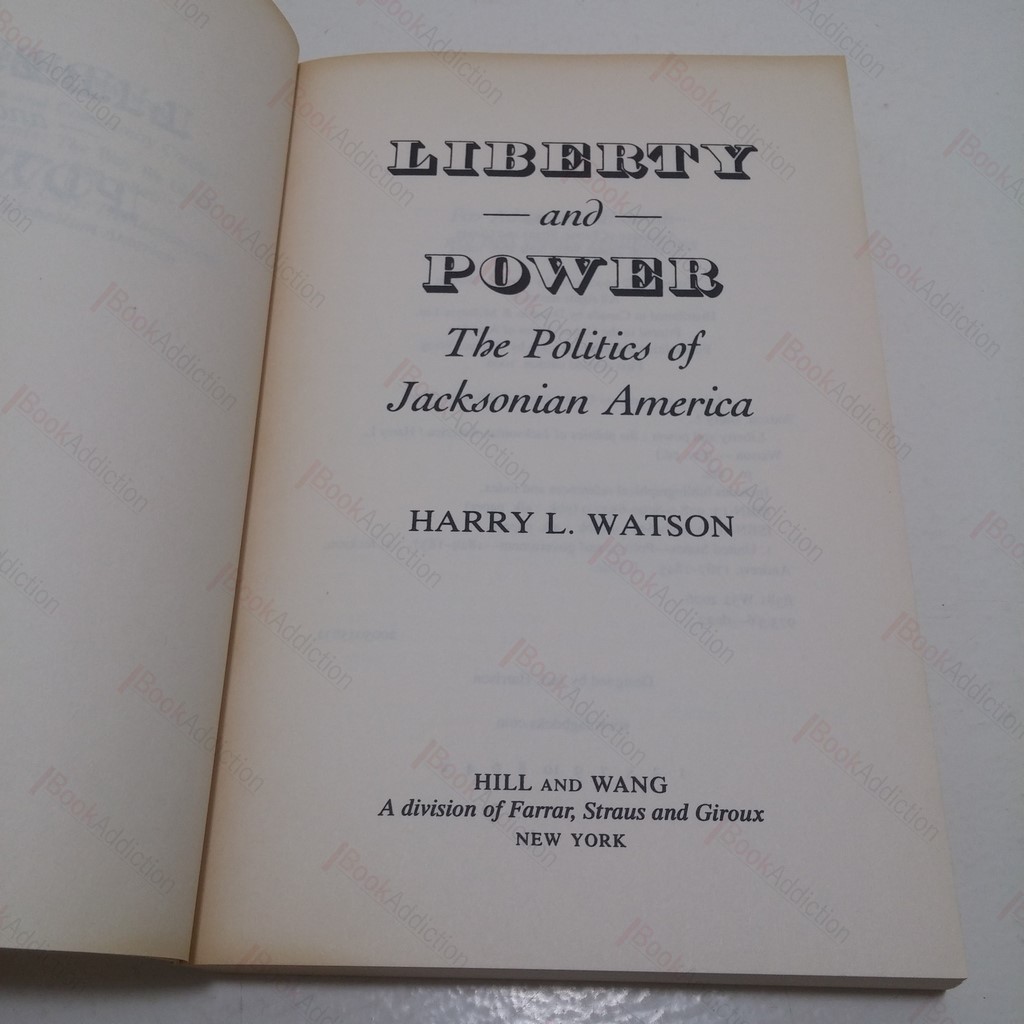 LIBERTY
— and —
POWER
The Politics of
Jacksonian America
HARRY L. WATSON
HILL AND WANG
A division of Farrar, Straus and Giroux
NEW YORK
BookAddiction